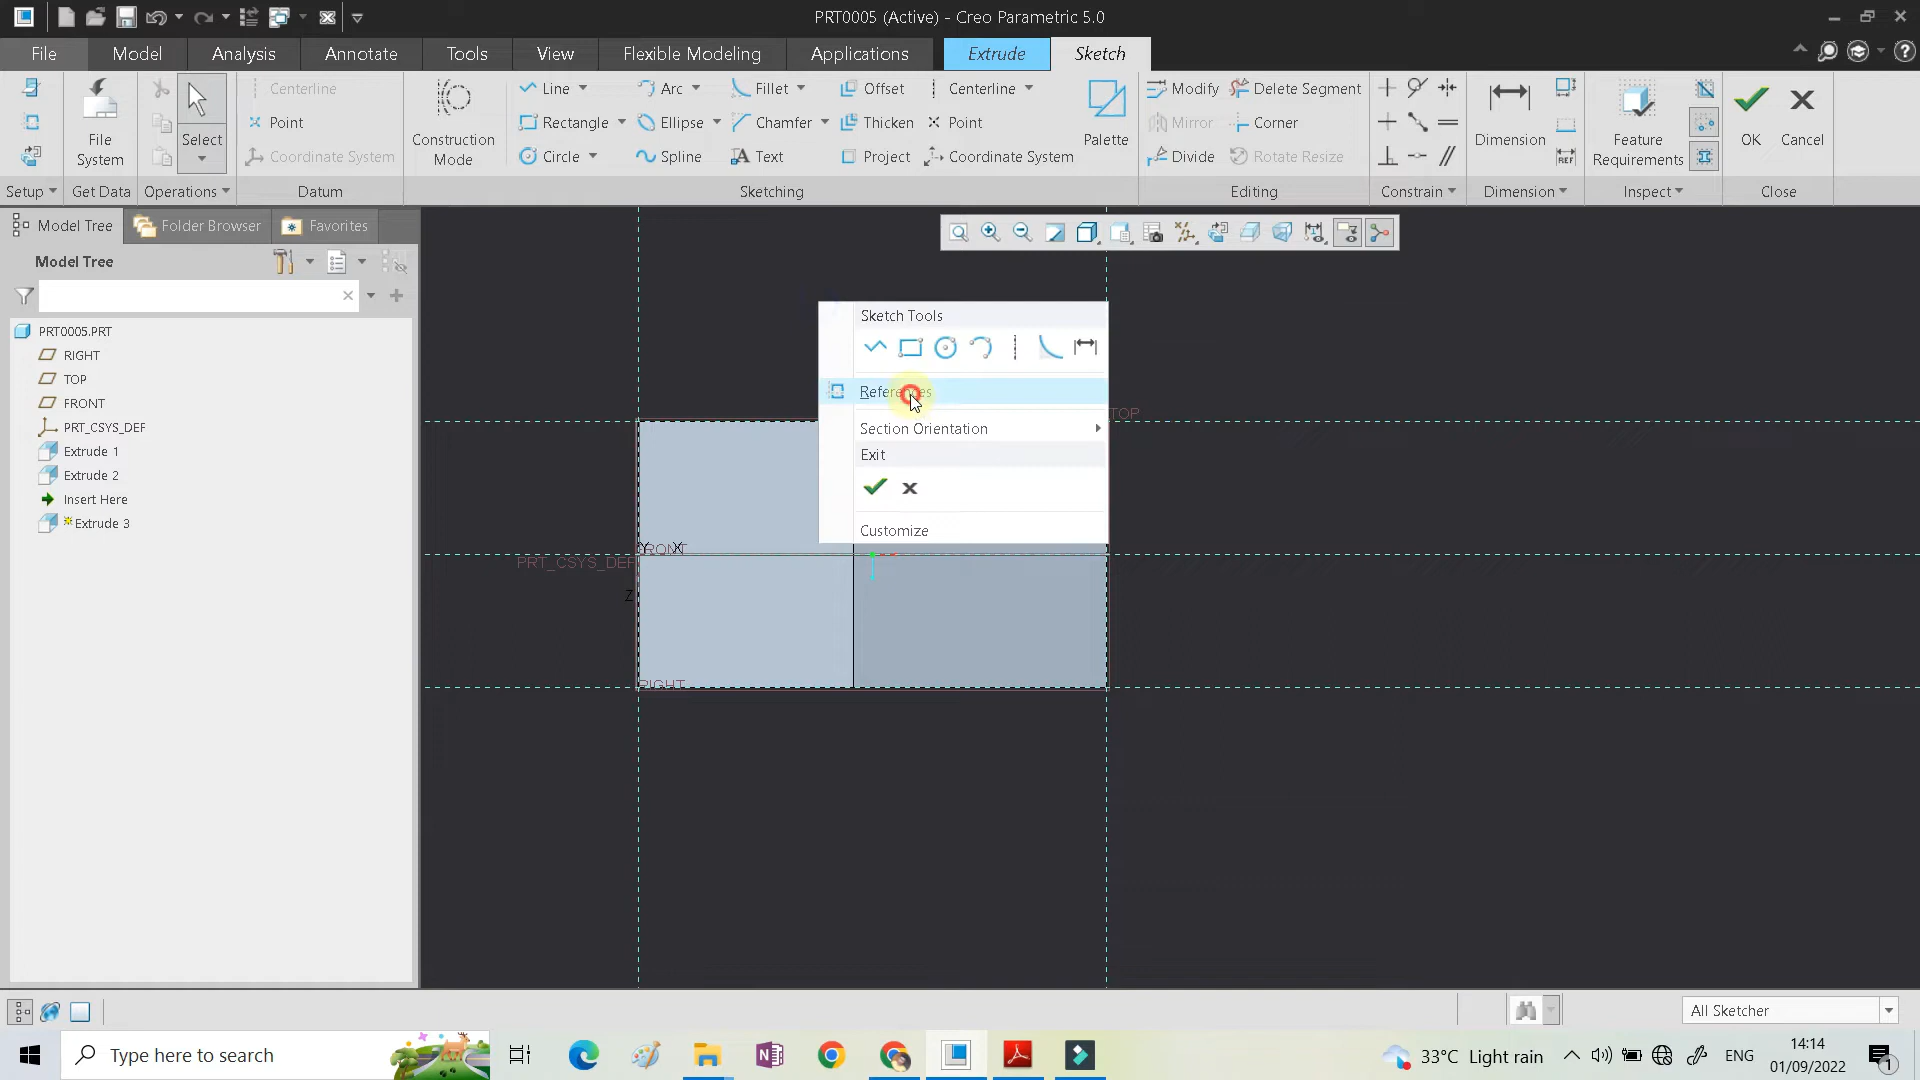 PRT0005 (Active) - Creo Parametric 5.0
File Model Analysis Annotate Tools View Flexible Modeling Applications Extrude Sketch
Centerline Line Arc Fillet Offset Centerline Modify Delete Segment
Point Rectangle Ellipse Chamfer Thicken Point Mirror Corner
File System Select Construction Mode Palette Dimension Feature Requirements OK Cancel
Coordinate System Circle Spline Text Project Coordinate System Divide Rotate Resize
Setup Get Data Operations Datum Sketching Editing Constrain Dimension Inspect Close
REF
Model Tree Folder Browser Favorites
Model Tree
PRT0005.PRT
RIGHT
TOP
FRONT
PRT_CSYS_DEF
Extrude 1
Extrude 2
Insert Here
Extrude 3
Sketch Tools
References
Section Orientation
Exit
Customize
TOP
FRONT
Y X
PRT_CSYS_DEF
Z
RIGHT
All Sketcher
Type here to search
33°C Light rain
ENG
14:14
01/09/2022
1